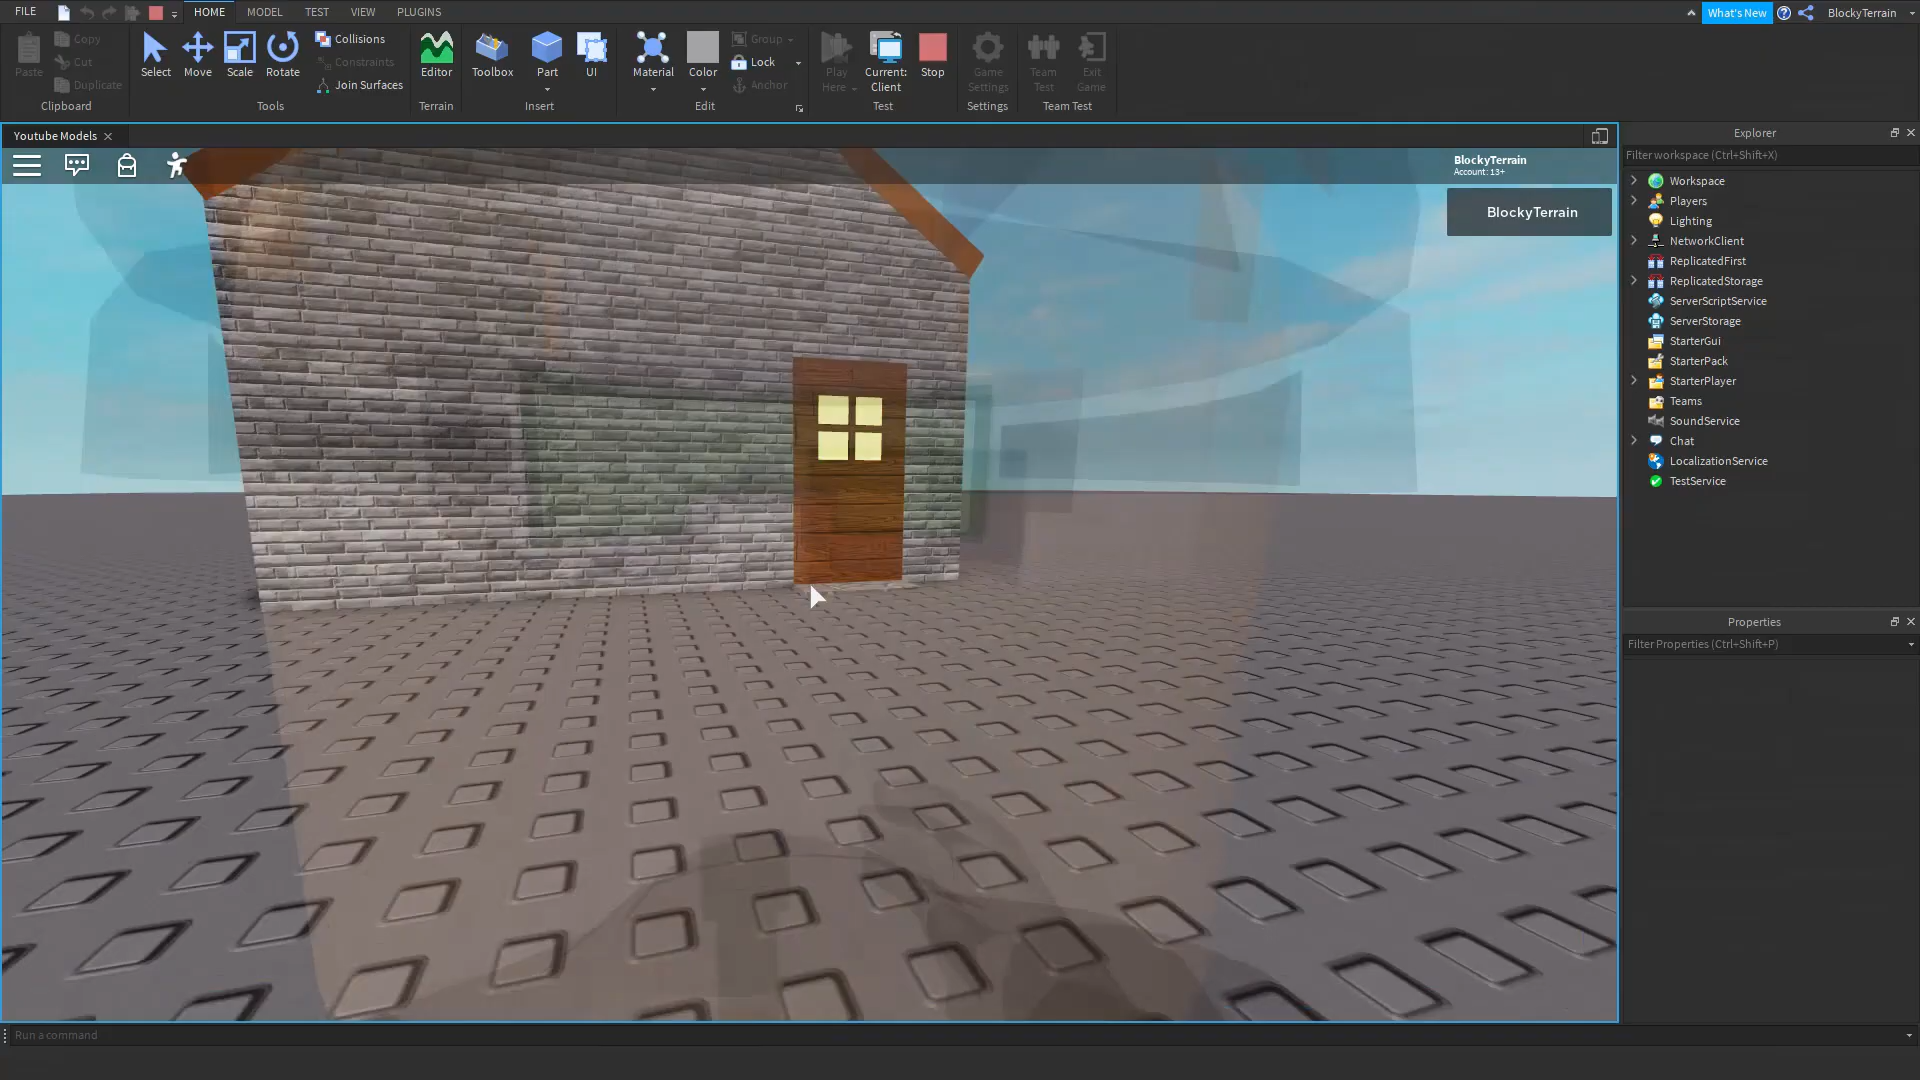 FILE HOME MODEL TEST VIEW PLUGINS What's New BlockyTerrain
Paste
Copy
Cut
Duplicate
Clipboard
Select
Move
Scale
Rotate
Collisions
Constraints
Join Surfaces
Tools
Editor
Terrain
Toolbox
Part
UI
Insert
Material
Color
Group
Lock
Anchor
Edit
Play
Here
Current:
Client
Stop
Test
Game
Settings
Settings
Team
Test
Exit
Game
Team Test
Youtube Models
BlockyTerrain
Account: 13+
BlockyTerrain
Explorer
Filter workspace (Ctrl+Shift+X)
Workspace
Players
Lighting
NetworkClient
ReplicatedFirst
ReplicatedStorage
ServerScriptService
ServerStorage
StarterGui
StarterPack
StarterPlayer
Teams
SoundService
Chat
LocalizationService
TestService
Properties
Filter Properties (Ctrl+Shift+P)
Run a command